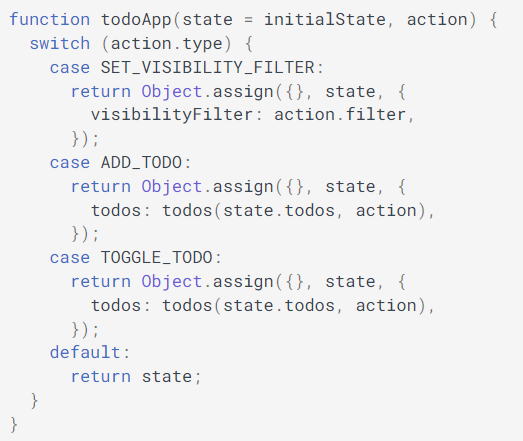 function todoApp(state = initialState, action) {
  switch (action.type) {
    case SET_VISIBILITY_FILTER:
      return Object.assign({}, state, {
        visibilityFilter: action.filter,
      });
    case ADD_TODO:
      return Object.assign({}, state, {
        todos: todos(state.todos, action),
      });
    case TOGGLE_TODO:
      return Object.assign({}, state, {
        todos: todos(state.todos, action),
      });
    default:
      return state;
  }
}